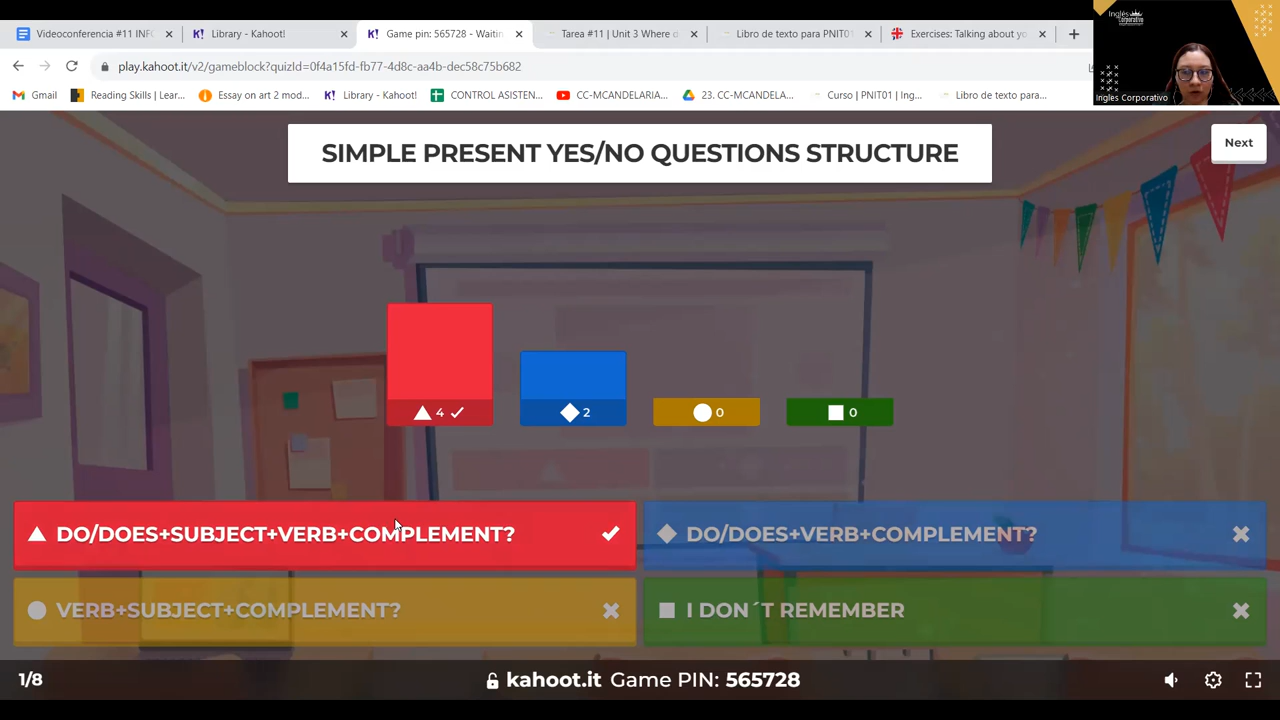 Videoconferencia #11 INFO
Library - Kahoot!
Game pin: 565728 - Waitin
Tarea #11 | Unit 3 Where d
Libro de texto para PNIT01
Exercises: Talking about yo
Inglés
Corporativo
play.kahoot.it/v2/gameblock?quizId=0f4a15fd-fb77-4d8c-aa4b-dec58c75b682
Gmail
Reading Skills | Lear...
Essay on art 2 mod...
Library - Kahoot!
CONTROL ASISTEN...
CC-MCANDELARIA...
23. CC-MCANDELA...
Curso | PNIT01 | Ing...
Libro de texto para...
Ingles Corporativo
SIMPLE PRESENT YES/NO QUESTIONS STRUCTURE
Next
4
2
0
0
DO/DOES+SUBJECT+VERB+COMPLEMENT?
DO/DOES+VERB+COMPLEMENT?
VERB+SUBJECT+COMPLEMENT?
I DON´T REMEMBER
1/8
kahoot.it Game PIN: 565728